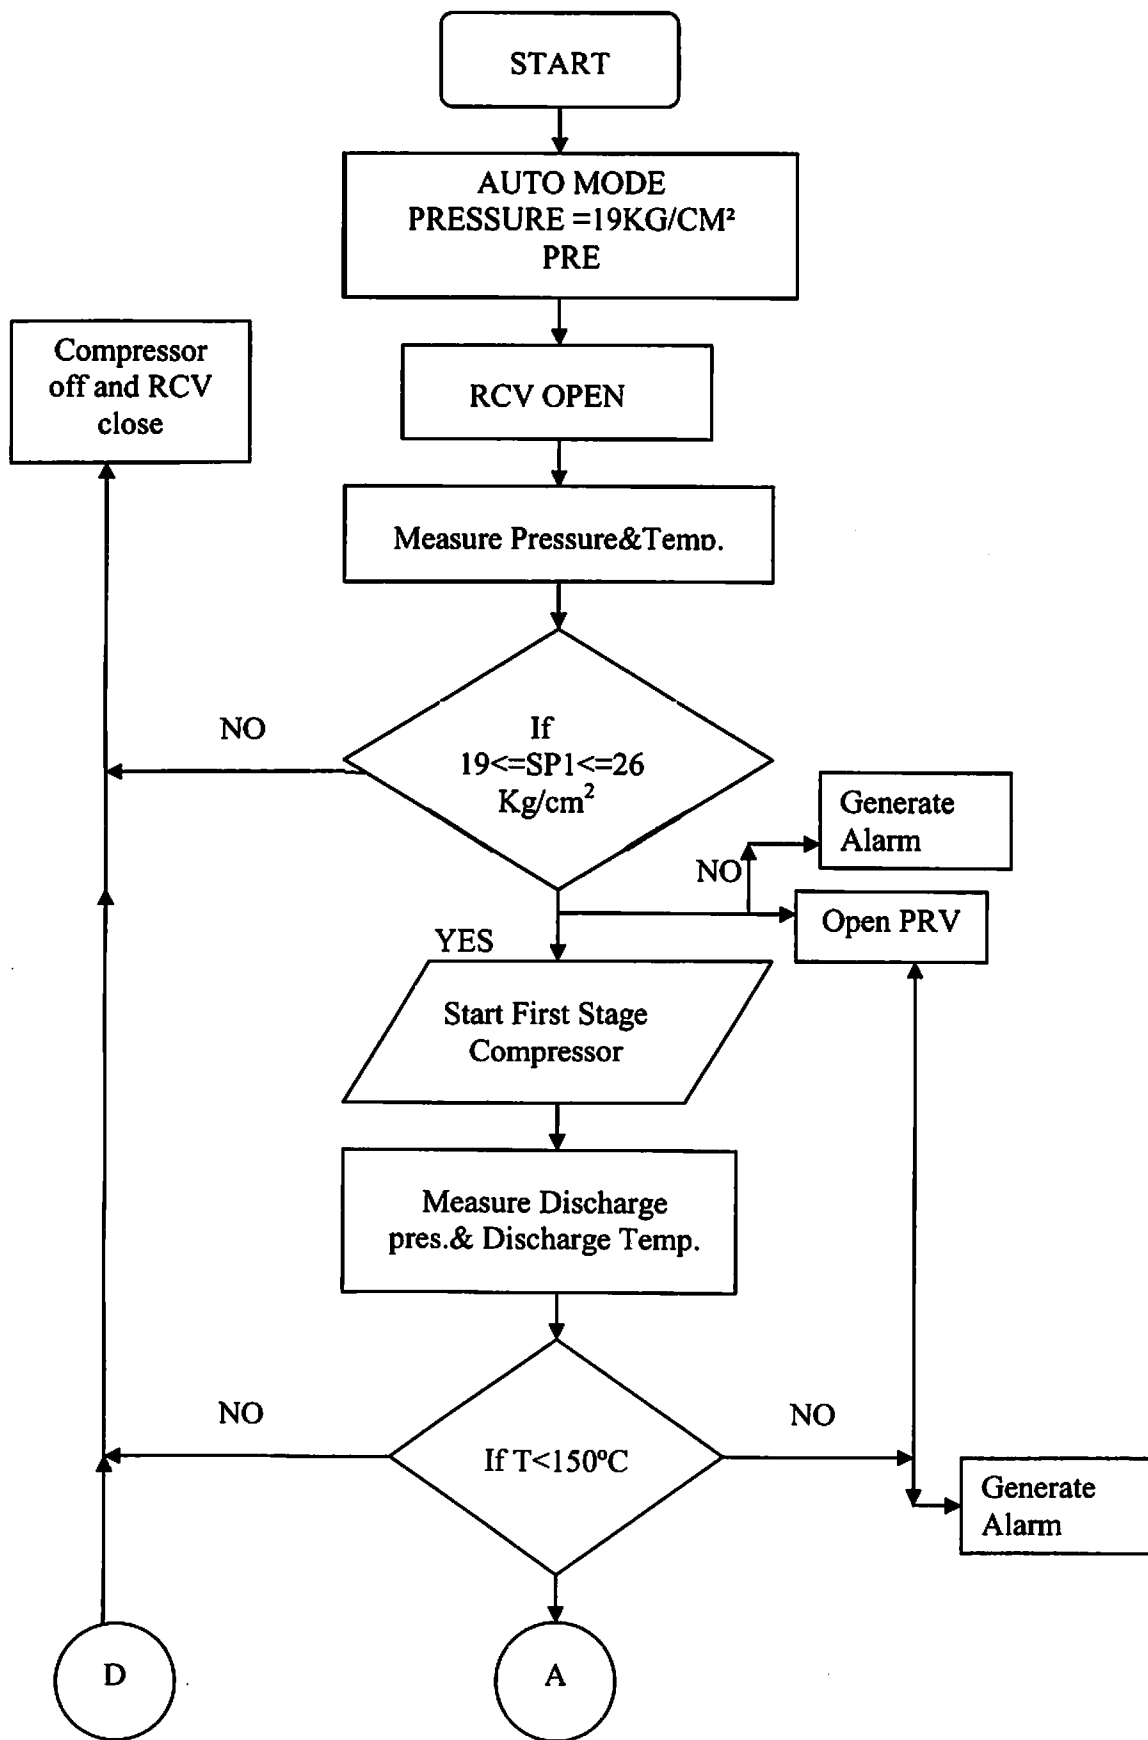 START
AUTO MODE
PRESSURE =19KG/CM²
PRE
Compressor
off and RCV
close
RCV OPEN
Measure Pressure&Temp.
NO
If
19<=SP1<=26
Kg/cm²
Generate
Alarm
NO
Open PRV
YES
Start First Stage
Compressor
Measure Discharge
pres.& Discharge Temp.
NO
If T<150ºC
NO
Generate
Alarm
D
A